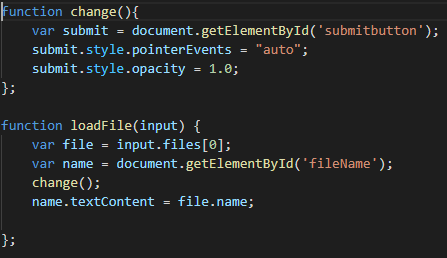 function change(){
    var submit = document.getElementById('submitbutton');
    submit.style.pointerEvents = "auto";
    submit.style.opacity = 1.0;
};
function loadFile(input) {
    var file = input.files[0];
    var name = document.getElementById('fileName');
    change();
    name.textContent = file.name;
};